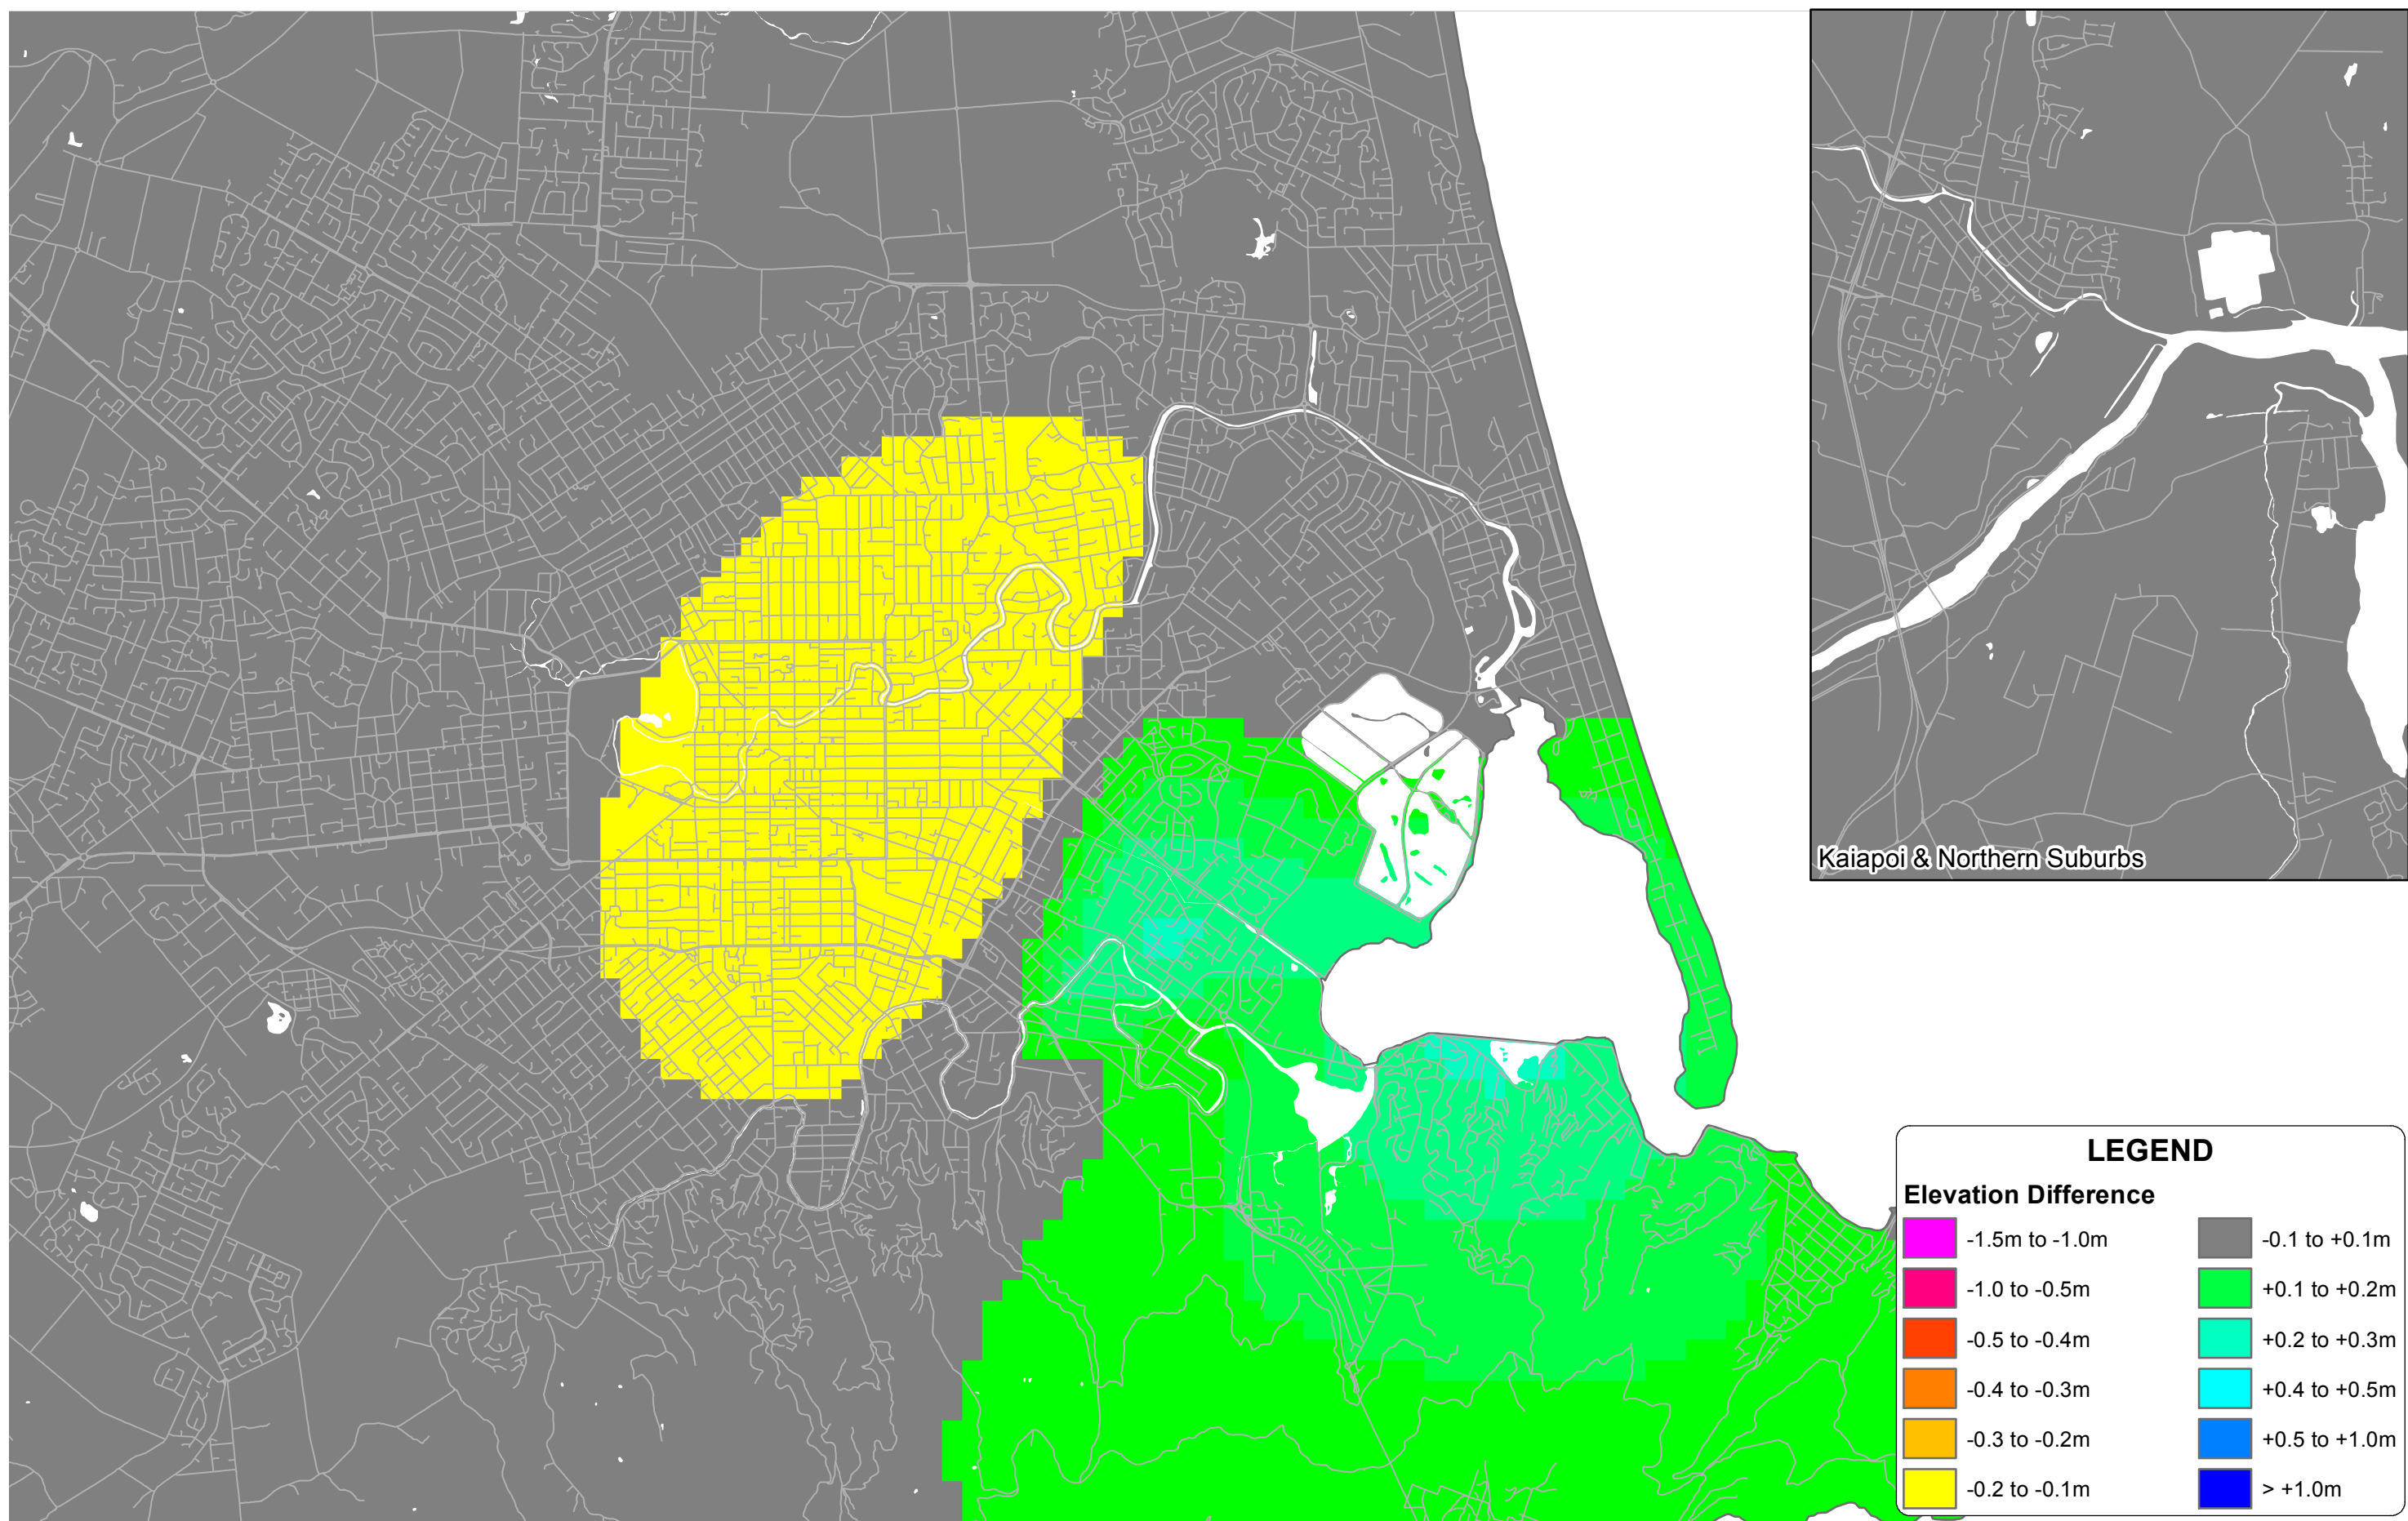 Kaiapoi & Northern Suburbs
LEGEND
Elevation Difference
-1.5m to -1.0m
-1.0 to -0.5m
-0.5 to -0.4m
-0.4 to -0.3m
-0.3 to -0.2m
-0.2 to -0.1m
-0.1 to +0.1m
+0.1 to +0.2m
+0.2 to +0.3m
+0.4 to +0.5m
+0.5 to +1.0m
> +1.0m